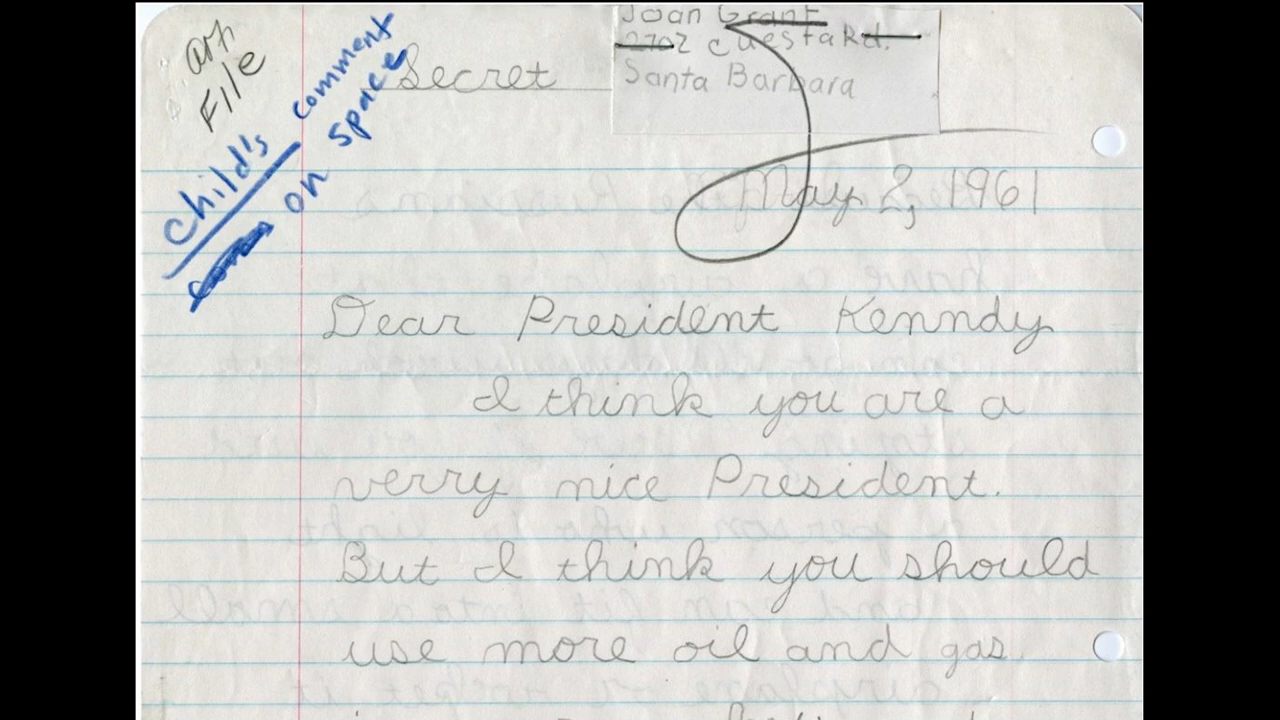 art
File
child's comment
on space
Secret
Joan Grant
2702 Cuesta Rd.
Santa Barbara
May 2, 1961
Dear President Kenndy
I think you are a
verry nice President.
But I think you should
use more oil and gas